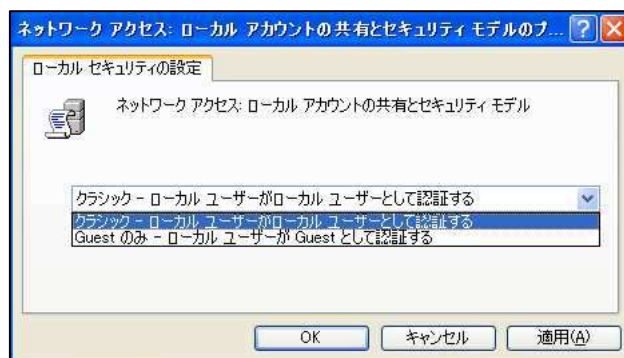 ネットワーク アクセス: ローカル アカウントの共有とセキュリティ モデルのプ...
ローカル セキュリティの設定
ネットワーク アクセス: ローカル アカウントの共有とセキュリティ モデル
クラシック - ローカル ユーザーがローカル ユーザーとして認証する
クラシック - ローカル ユーザーがローカル ユーザーとして認証する
Guest のみ - ローカル ユーザーが Guest として認証する
OK キャンセル 適用(A)